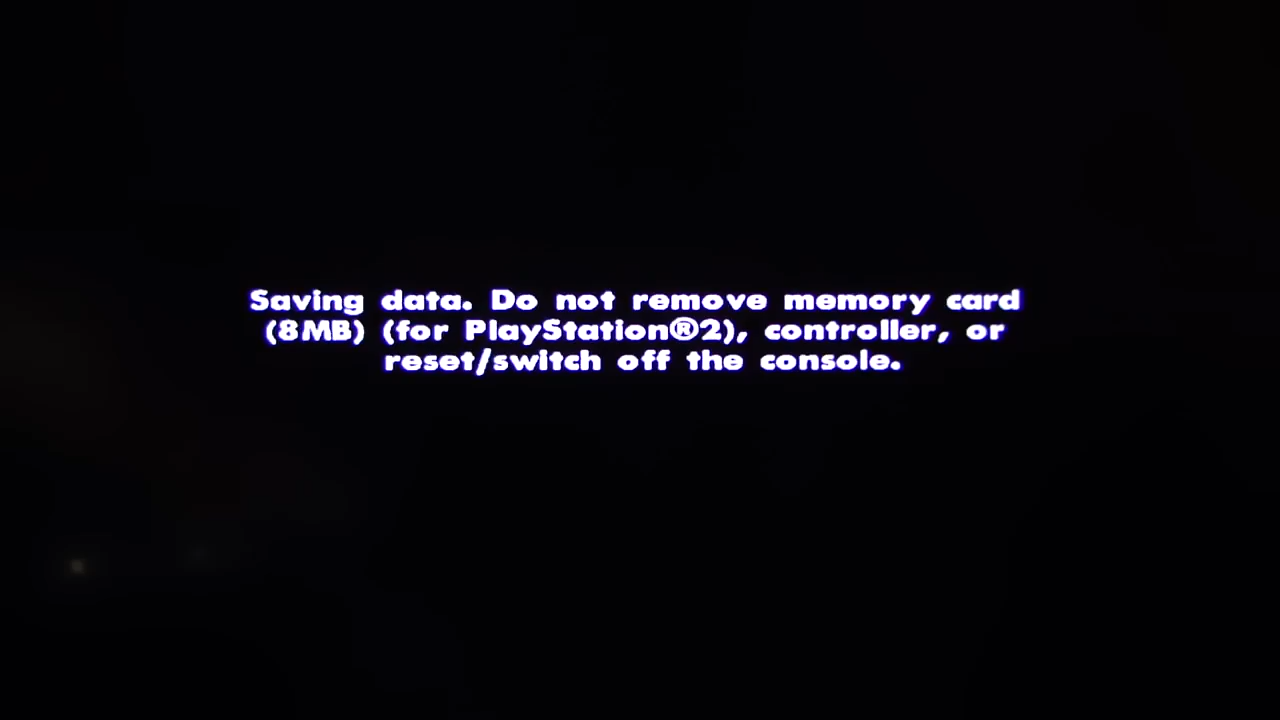 Saving data. Do not remove memory card
(8MB) (for PlayStation®2), controller, or
reset/switch off the console.